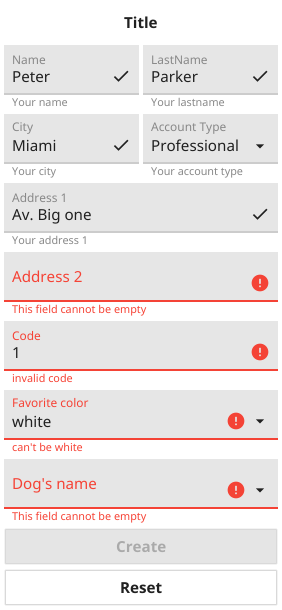 Title
Name LastName
Peter Parker
Your name Your lastname
City Account Type
Miami Professional
Your city Your account type
Address 1
Av. Big one
Your address 1
Address 2
This field cannot be empty
Code
1
invalid code
Favorite color
white
can't be white
Dog's name
This field cannot be empty
Create
Reset